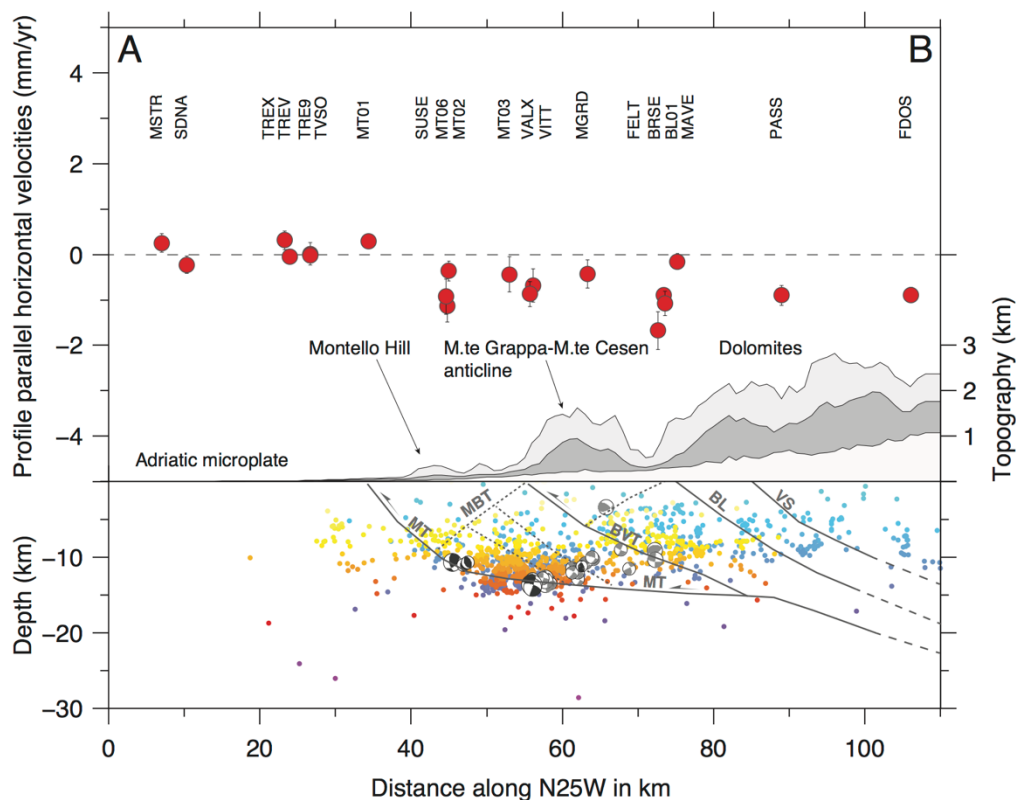 A
B
Profile parallel horizontal velocities (mm/yr)
4
2
0
−2
−4
MSTR
SDNA
TREX
TREV
TRE9
TVSO
MT01
SUSE
MT06
MT02
MT03
VALX
VITT
MGRD
FELT
BRSE
BL01
MAVE
PASS
FDOS
Montello Hill
M.te Grappa-M.te Cesen
anticline
Dolomites
Adriatic microplate
3
2
1
Topography (km)
MT
MBT
BVT
MT
BL
VS
Depth (km)
−10
−20
−30
0
20
40
60
80
100
Distance along N25W in km